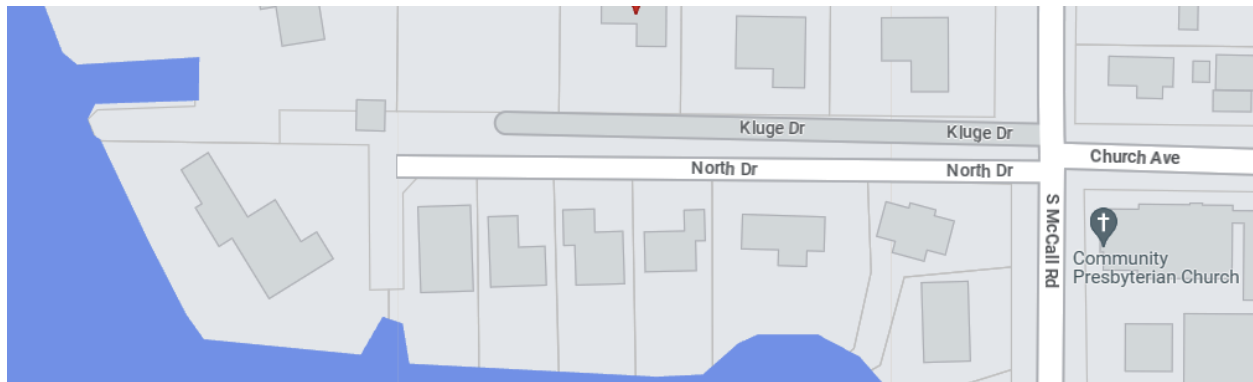 Kluge Dr
Kluge Dr
North Dr
North Dr
Church Ave
S McCall Rd
Community
Presbyterian Church